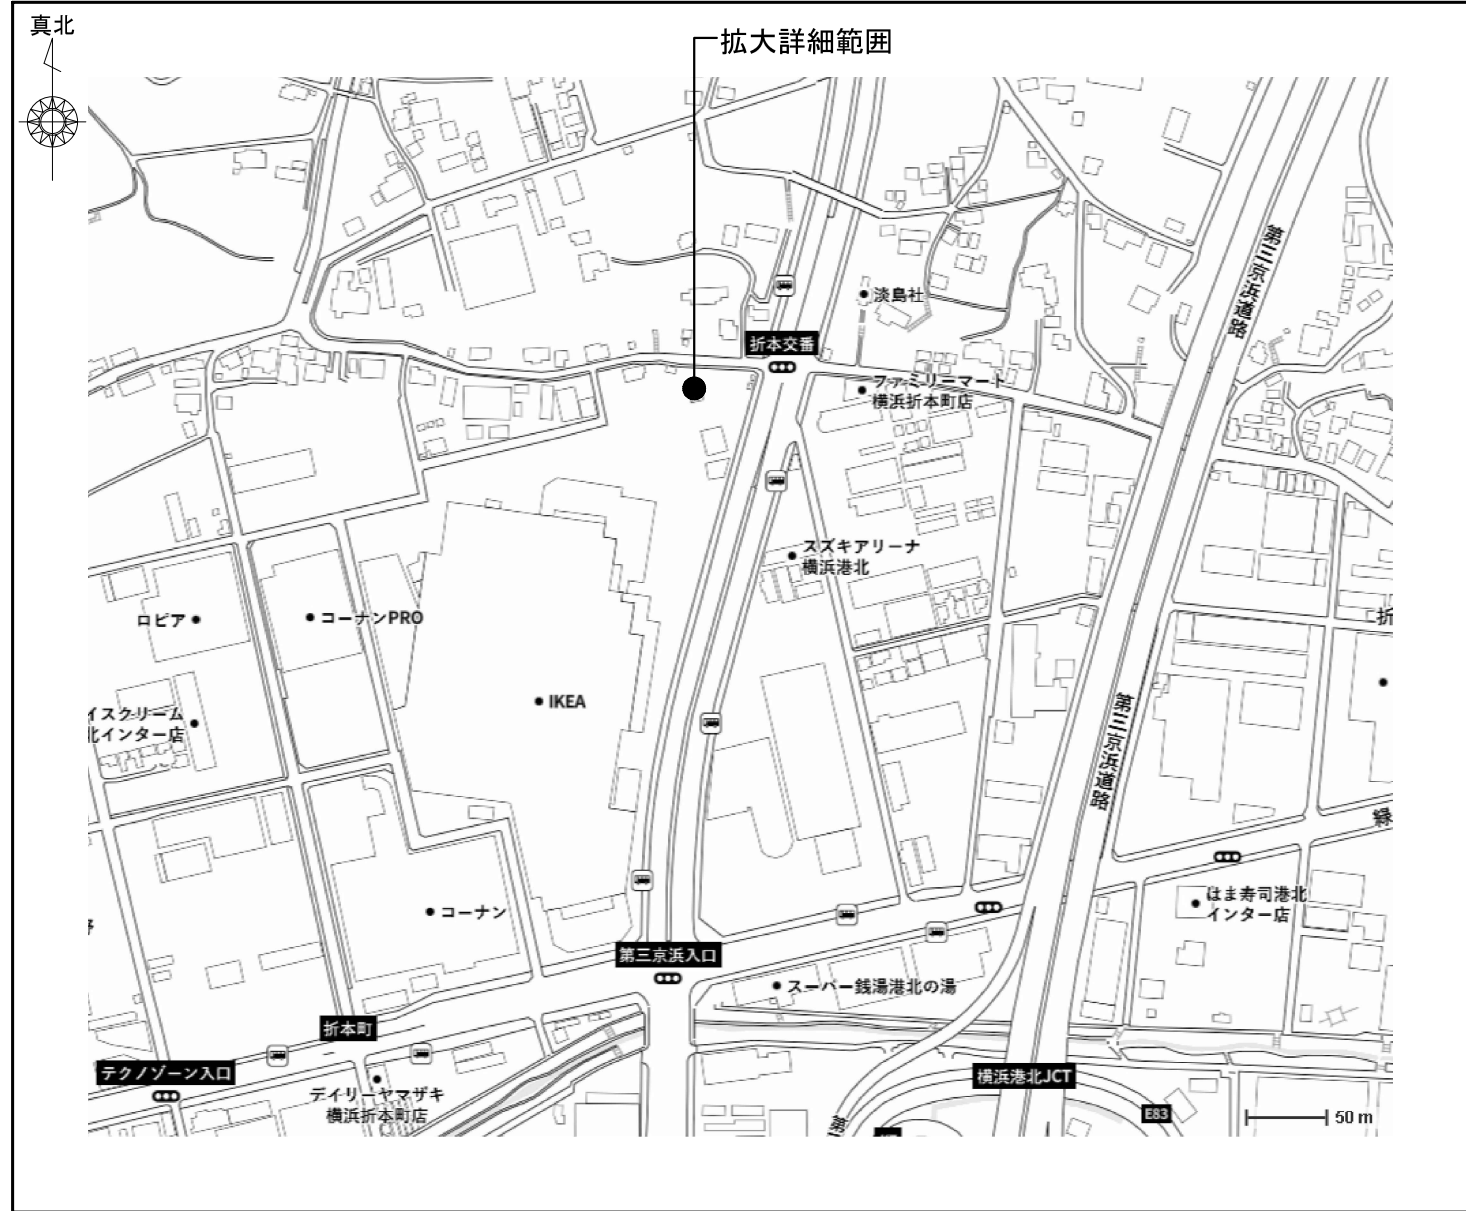 真北
拡大詳細範囲
淡島社
折本交番
ファミリーマート
横浜折本町店
第三京浜道路
スズキアリーナ
横浜港北
ロピア
コーナンPRO
折
IKEA
イスクリーム
北インター店
第三京浜道路
緑
コーナン
はま寿司港北
インター店
第三京浜入口
スーパー銭湯港北の湯
折本町
テクノゾーン入口
デイリーヤマザキ
横浜折本町店
横浜港北JCT
E83
第
50 m